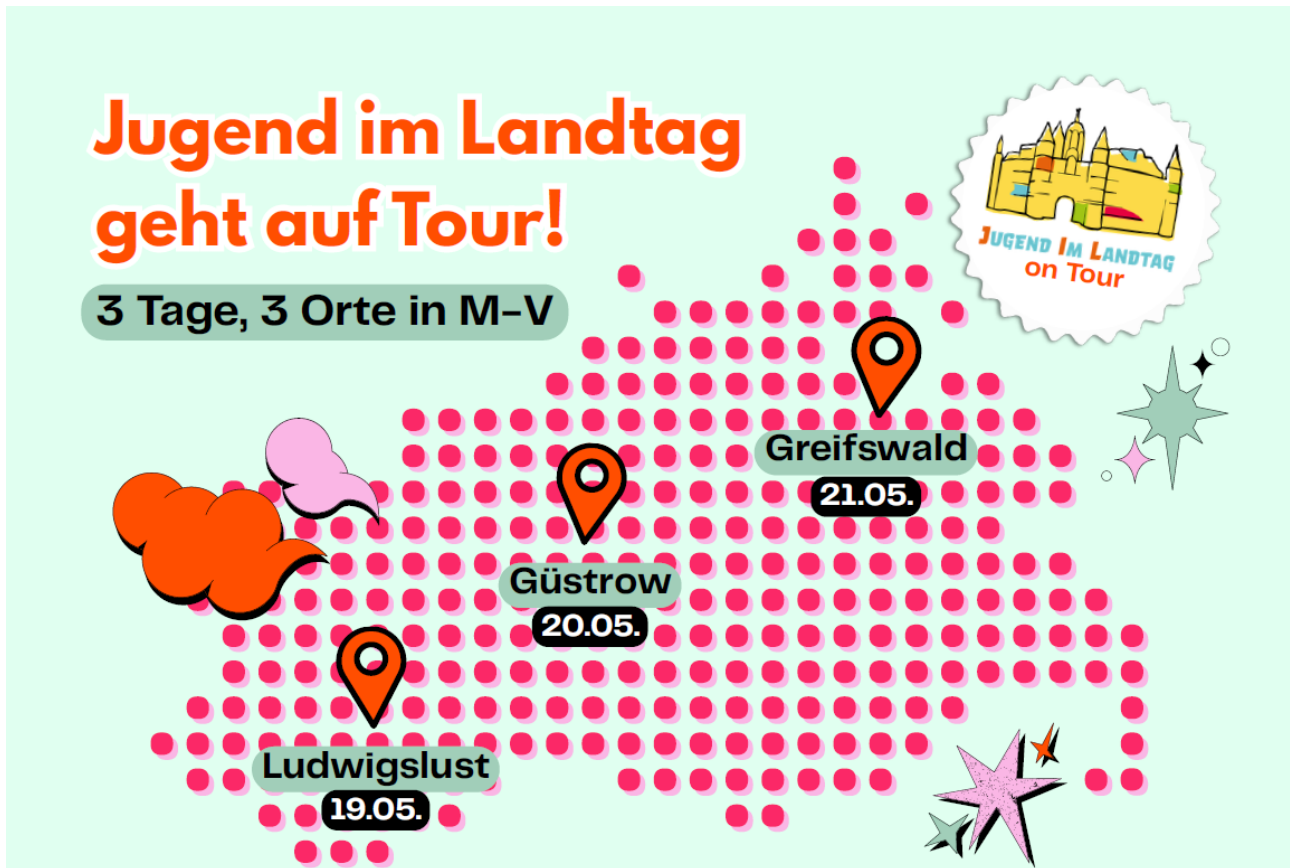 Jugend im Landtag
geht auf Tour!
3 Tage, 3 Orte in M-V
JUGEND IM LANDTAG
on Tour
Greifswald
21.05.
Güstrow
20.05.
Ludwigslust
19.05.